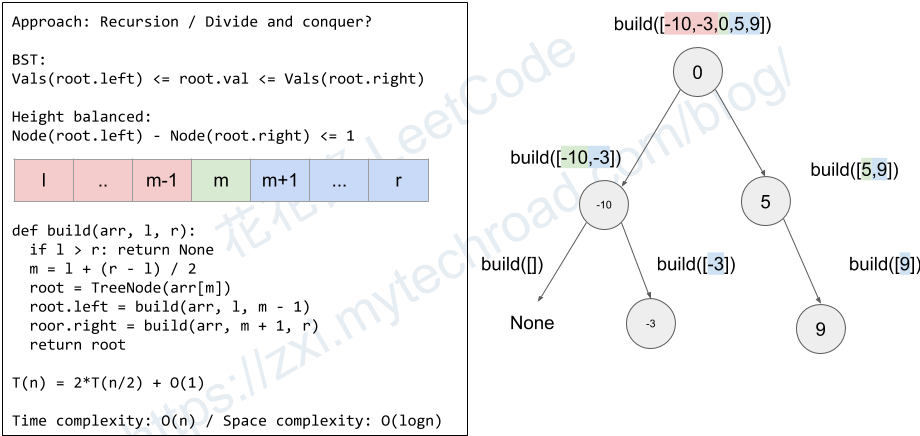 Approach: Recursion / Divide and conquer?
BST:
Vals(root.left) <= root.val <= Vals(root.right)
Height balanced:
Node(root.left) - Node(root.right) <= 1
l .. m-1 m m+1 ... r
def build(arr, l, r):
  if l > r: return None
  m = l + (r - l) / 2
  root = TreeNode(arr[m])
  root.left = build(arr, l, m - 1)
  roor.right = build(arr, m + 1, r)
  return root
T(n) = 2*T(n/2) + O(1)
Time complexity: O(n) / Space complexity: O(logn)
build([-10,-3,0,5,9])
0
build([-10,-3])
build([5,9])
-10
5
build([])
build([-3])
build([9])
None
-3
9
花花酱 LeetCode
https://zxi.mytechroad.com/blog/